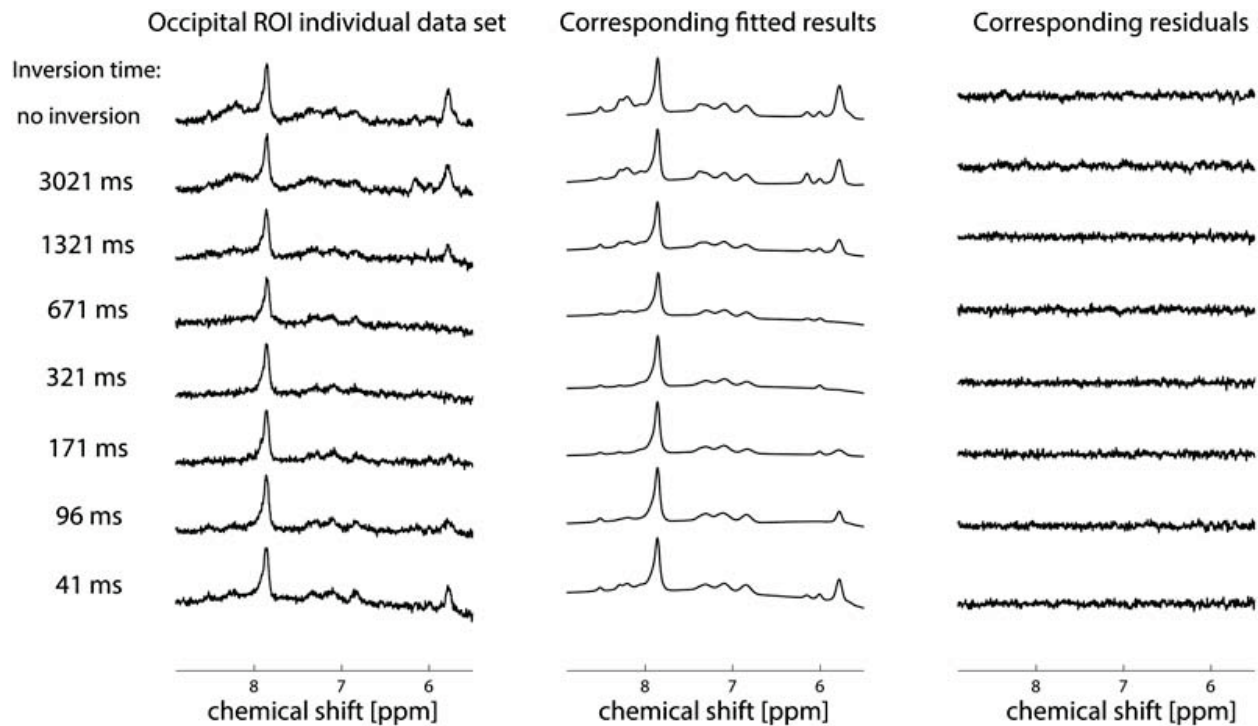 Occipital ROI individual data set
Corresponding fitted results
Corresponding residuals
Inversion time:
no inversion
3021 ms
1321 ms
671 ms
321 ms
171 ms
96 ms
41 ms
8 7 6
chemical shift [ppm]
8 7 6
chemical shift [ppm]
8 7 6
chemical shift [ppm]